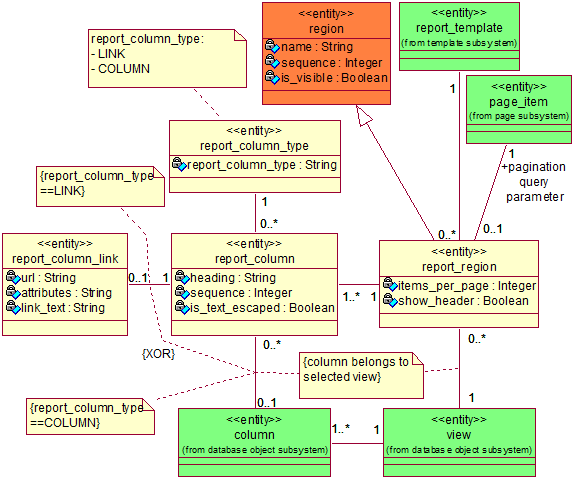 report_column_type:
- LINK
- COLUMN
<<entity>>
region
name : String
sequence : Integer
is_visible : Boolean
<<entity>>
report_template
(from template subsystem)
1
<<entity>>
page_item
(from page subsystem)
1
+pagination
query
parameter
0..1
0..*
<<entity>>
report_column_type
report_column_type : String
1
0..*
{report_column_type
==LINK}
<<entity>>
report_column_link
url : String
attributes : String
link_text : String
0..1
1
<<entity>>
report_column
heading : String
sequence : Integer
is_text_escaped : Boolean
1..*
1
<<entity>>
report_region
items_per_page : Integer
show_header : Boolean
0..*
0..*
{XOR}
{column belongs to
selected view}
{report_column_type
==COLUMN}
0..1
1
<<entity>>
column
(from database object subsystem)
1..*
1
<<entity>>
view
(from database object subsystem)